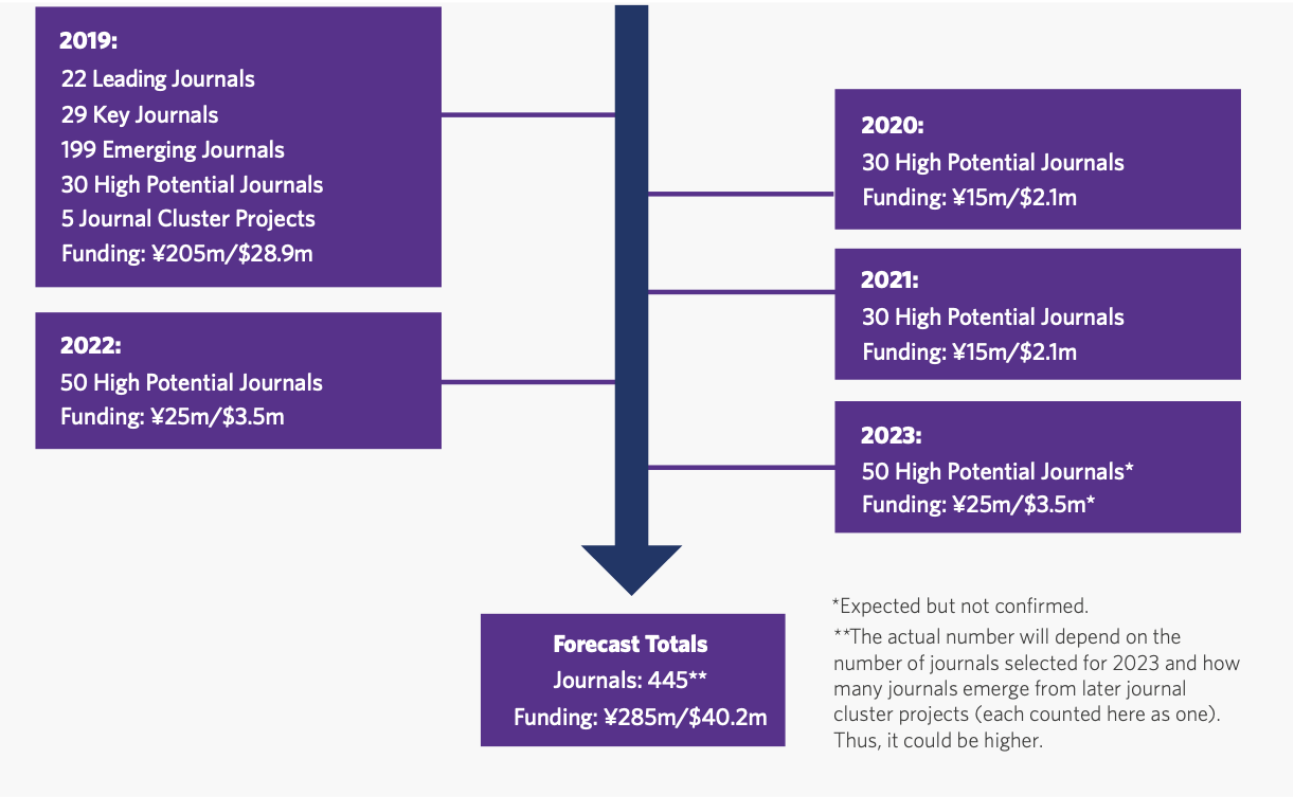 2019:
22 Leading Journals
29 Key Journals
199 Emerging Journals
30 High Potential Journals
5 Journal Cluster Projects
Funding: ¥205m/$28.9m
2020:
30 High Potential Journals
Funding: ¥15m/$2.1m
2021:
30 High Potential Journals
Funding: ¥15m/$2.1m
2022:
50 High Potential Journals
Funding: ¥25m/$3.5m
2023:
50 High Potential Journals*
Funding: ¥25m/$3.5m*
Forecast Totals
Journals: 445**
Funding: ¥285m/$40.2m
*Expected but not confirmed.
**The actual number will depend on the
number of journals selected for 2023 and how
many journals emerge from later journal
cluster projects (each counted here as one).
Thus, it could be higher.